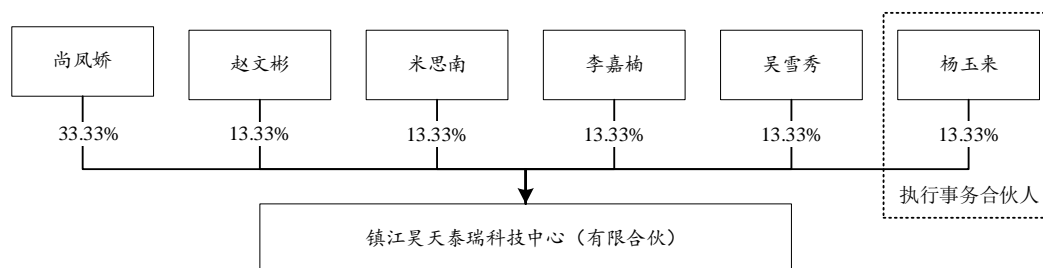 尚凤娇
赵文彬
米思南
李嘉楠
吴雪秀
杨玉来
33.33%
13.33%
13.33%
13.33%
13.33%
13.33%
执行事务合伙人
镇江昊天泰瑞科技中心（有限合伙）